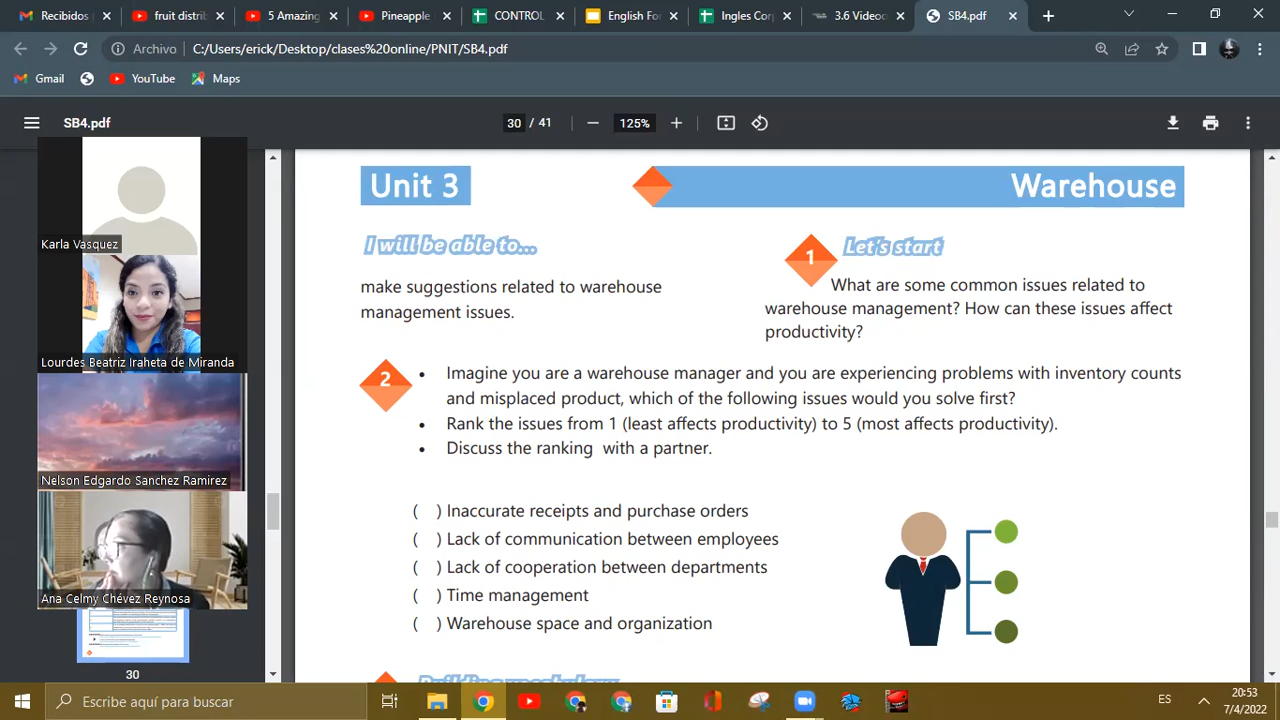 Recibidos
fruit distrib
5 Amazing
Pineapple
CONTROL
English For
Ingles Corp
3.6 Videoc
SB4.pdf
Archivo
C:/Users/erick/Desktop/clases%20online/PNIT/SB4.pdf
Gmail
YouTube
Maps
SB4.pdf
30 / 41
125%
Karla Vasquez
Lourdes Beatriz Iraheta de Miranda
Nelson Edgardo Sanchez Ramirez
Ana Celmy Chévez Reynosa
30
Unit 3
Warehouse
I will be able to...
make suggestions related to warehouse
management issues.
1
Let's start
What are some common issues related to
warehouse management? How can these issues affect
productivity?
2
• Imagine you are a warehouse manager and you are experiencing problems with inventory counts
and misplaced product, which of the following issues would you solve first?
• Rank the issues from 1 (least affects productivity) to 5 (most affects productivity).
• Discuss the ranking with a partner.
( ) Inaccurate receipts and purchase orders
( ) Lack of communication between employees
( ) Lack of cooperation between departments
( ) Time management
( ) Warehouse space and organization
Building vocabulary
Escribe aquí para buscar
ES
20:53
7/4/2022